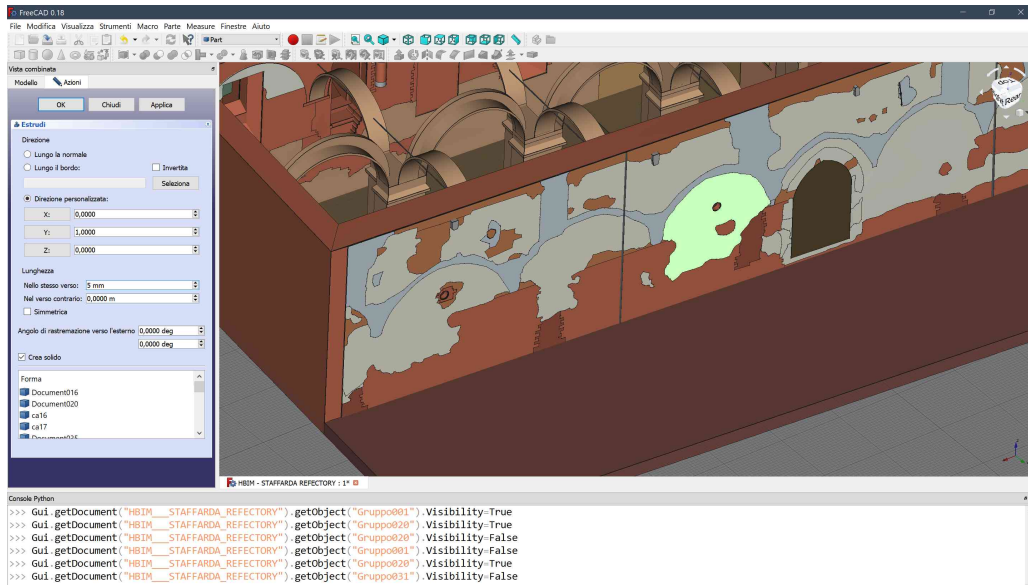 FreeCAD 0.18
File Modifica Visualizza Strumenti Macro Parte Measure Finestre Aiuto
Part
Vista combinata
Modello Azioni
OK Chiudi Applica
Estrudi
Direzione
Lungo la normale
Lungo il bordo: Invertita
Seleziona
Direzione personalizzata:
X: 0,0000
Y: 1,0000
Z: 0,0000
Lunghezza
Nello stesso verso: 5 mm
Nel verso contrario: 0,0000 m
Simmetrica
Angolo di rastremazione verso l'esterno 0,0000 deg
0,0000 deg
Crea solido
Forma
Document016
Document020
ca16
ca17
Document035
Rear
HBIM - STAFFARDA REFECTORY : 1*
Console Python
>>> Gui.getDocument("HBIM___STAFFARDA_REFECTORY").getObject("Gruppo001").Visibility=True
>>> Gui.getDocument("HBIM___STAFFARDA_REFECTORY").getObject("Gruppo020").Visibility=True
>>> Gui.getDocument("HBIM___STAFFARDA_REFECTORY").getObject("Gruppo020").Visibility=False
>>> Gui.getDocument("HBIM___STAFFARDA_REFECTORY").getObject("Gruppo001").Visibility=False
>>> Gui.getDocument("HBIM___STAFFARDA_REFECTORY").getObject("Gruppo020").Visibility=True
>>> Gui.getDocument("HBIM___STAFFARDA_REFECTORY").getObject("Gruppo031").Visibility=False